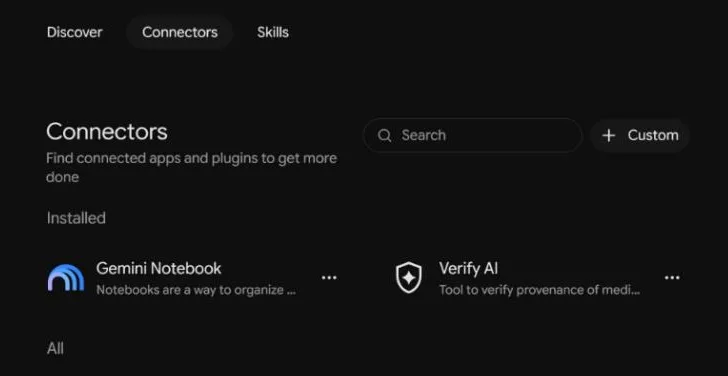 Discover Connectors Skills
Connectors
Search
Custom
Find connected apps and plugins to get more
done
Installed
Gemini Notebook
Notebooks are a way to organize ...
Verify AI
Tool to verify provenance of medi...
All